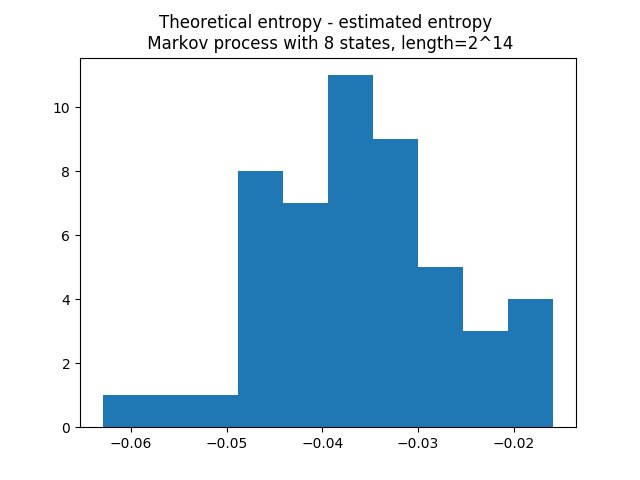 Theoretical entropy - estimated entropy
Markov process with 8 states, length=2^14
10
8
6
4
2
0
−0.06 −0.05 −0.04 −0.03 −0.02